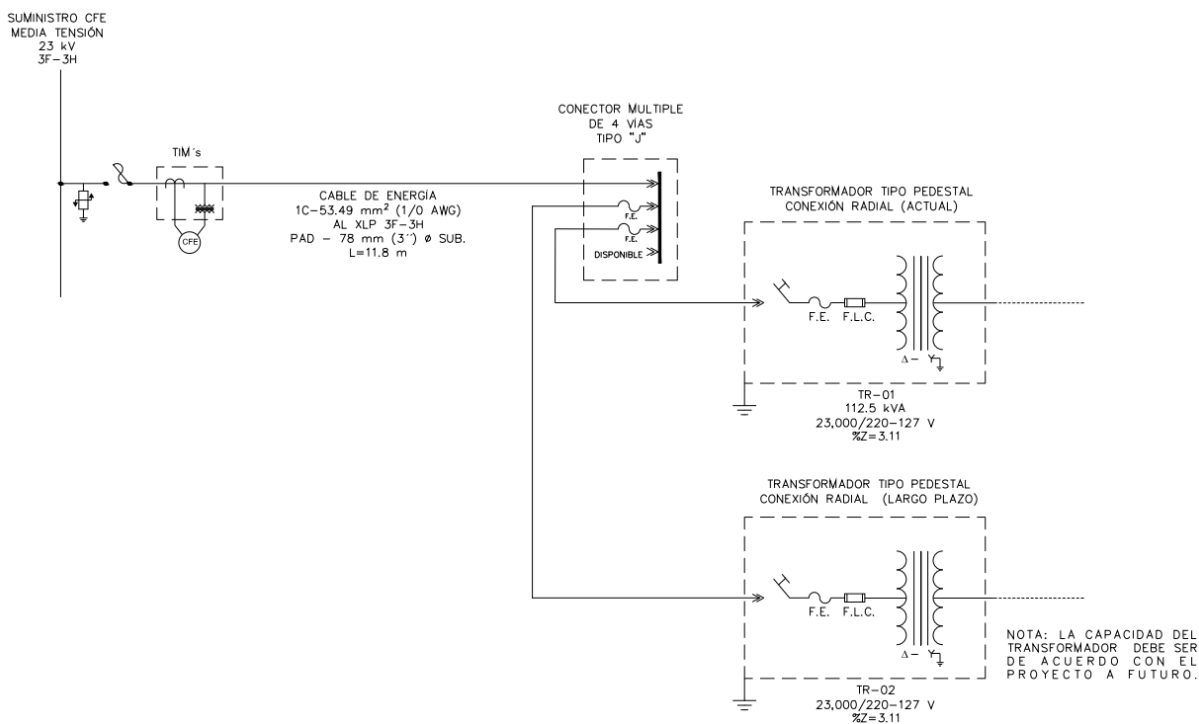 SUMINISTRO CFE
MEDIA TENSIÓN
23 kV
3F-3H
TIM´s
CFE
CABLE DE ENERGÍA
1C-53.49 mm² (1/0 AWG)
AL XLP 3F-3H
PAD - 78 mm (3´´) ø SUB.
L=11.8 m
CONECTOR MULTIPLE
DE 4 VÍAS
TIPO "J"
F.E.
F.E.
DISPONIBLE
TRANSFORMADOR TIPO PEDESTAL
CONEXIÓN RADIAL (ACTUAL)
F.E. F.L.C.
Δ- Y
TR-01
112.5 kVA
23,000/220-127 V
%Z=3.11
TRANSFORMADOR TIPO PEDESTAL
CONEXIÓN RADIAL (LARGO PLAZO)
F.E. F.L.C.
Δ- Y
TR-02
23,000/220-127 V
%Z=3.11
NOTA: LA CAPACIDAD DEL
TRANSFORMADOR DEBE SER
DE ACUERDO CON EL
PROYECTO A FUTURO.